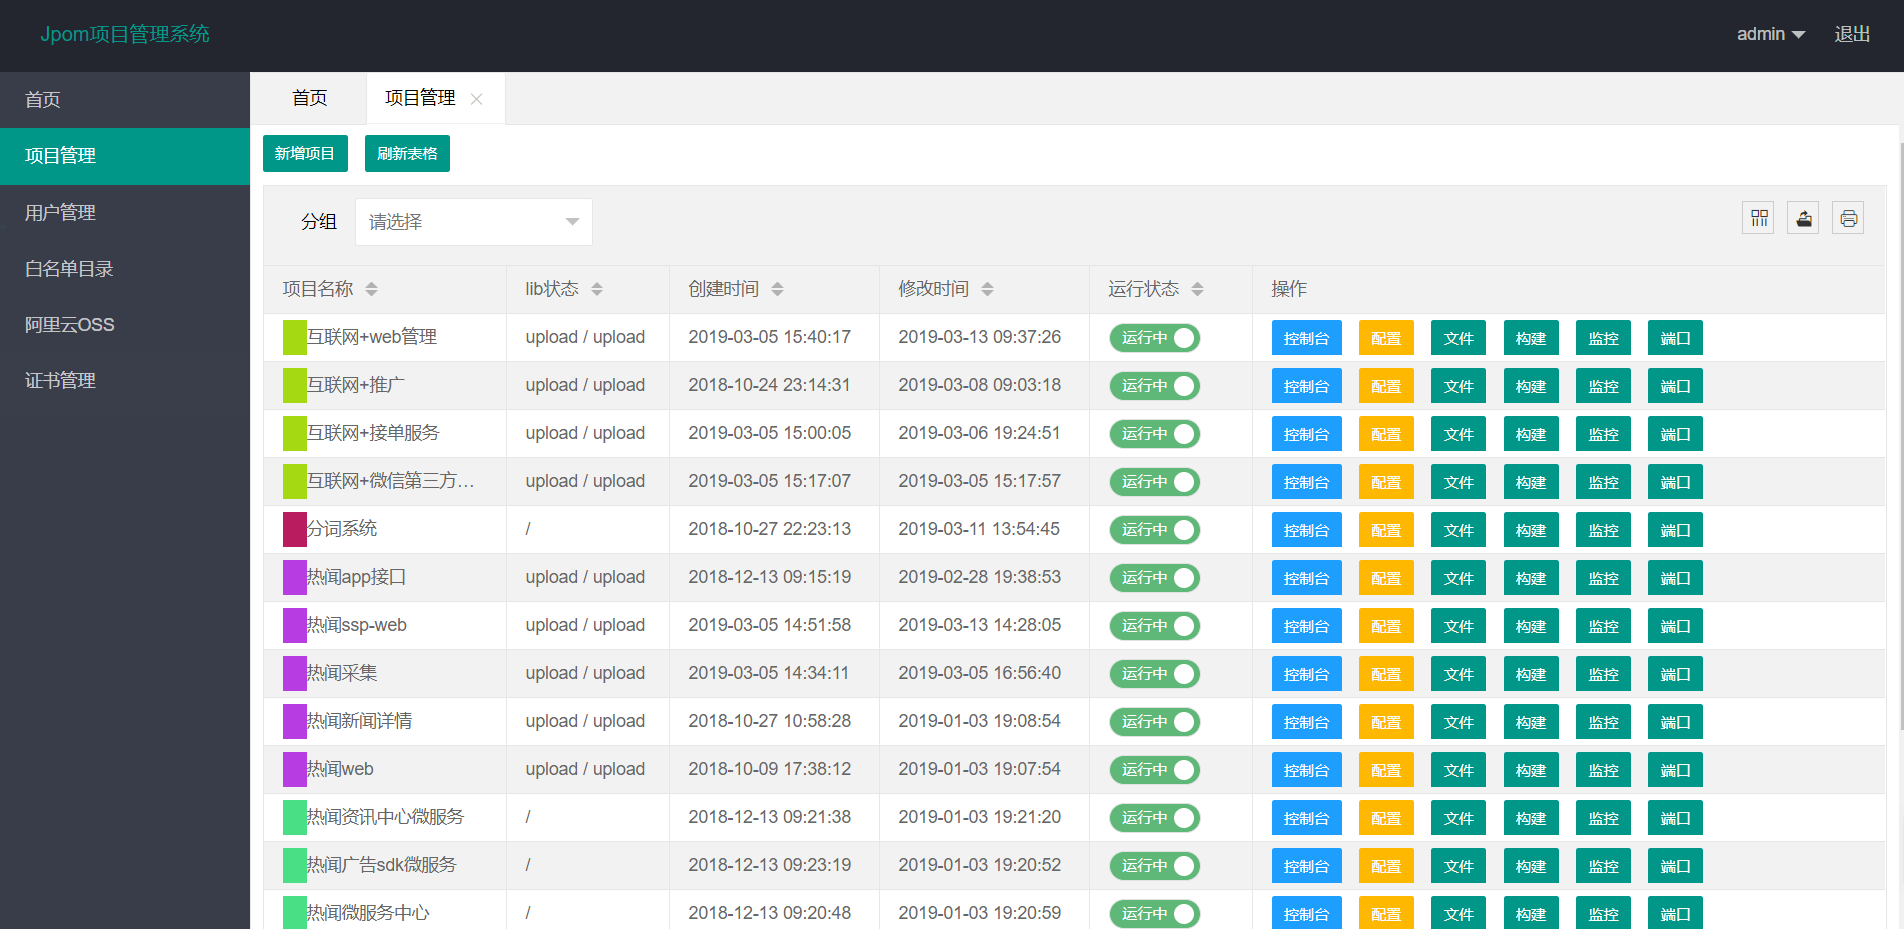 Jpom项目管理系统
admin 退出
首页
项目管理
用户管理
白名单目录
阿里云OSS
证书管理
首页 项目管理
新增项目 刷新表格
分组 请选择
项目名称 lib状态 创建时间 修改时间 运行状态 操作
互联网+web管理 upload / upload 2019-03-05 15:40:17 2019-03-13 09:37:26 运行中 控制台 配置 文件 构建 监控 端口
互联网+推广 upload / upload 2018-10-24 23:14:31 2019-03-08 09:03:18 运行中 控制台 配置 文件 构建 监控 端口
互联网+接单服务 upload / upload 2019-03-05 15:00:05 2019-03-06 19:24:51 运行中 控制台 配置 文件 构建 监控 端口
互联网+微信第三方... upload / upload 2019-03-05 15:17:07 2019-03-05 15:17:57 运行中 控制台 配置 文件 构建 监控 端口
分词系统 / 2018-10-27 22:23:13 2019-03-11 13:54:45 运行中 控制台 配置 文件 构建 监控 端口
热闻app接口 upload / upload 2018-12-13 09:15:19 2019-02-28 19:38:53 运行中 控制台 配置 文件 构建 监控 端口
热闻ssp-web upload / upload 2019-03-05 14:51:58 2019-03-13 14:28:05 运行中 控制台 配置 文件 构建 监控 端口
热闻采集 upload / upload 2019-03-05 14:34:11 2019-03-05 16:56:40 运行中 控制台 配置 文件 构建 监控 端口
热闻新闻详情 upload / upload 2018-10-27 10:58:28 2019-01-03 19:08:54 运行中 控制台 配置 文件 构建 监控 端口
热闻web upload / upload 2018-10-09 17:38:12 2019-01-03 19:07:54 运行中 控制台 配置 文件 构建 监控 端口
热闻资讯中心微服务 / 2018-12-13 09:21:38 2019-01-03 19:21:20 运行中 控制台 配置 文件 构建 监控 端口
热闻广告sdk微服务 / 2018-12-13 09:23:19 2019-01-03 19:20:52 运行中 控制台 配置 文件 构建 监控 端口
热闻微服务中心 / 2018-12-13 09:20:48 2019-01-03 19:20:59 运行中 控制台 配置 文件 构建 监控 端口